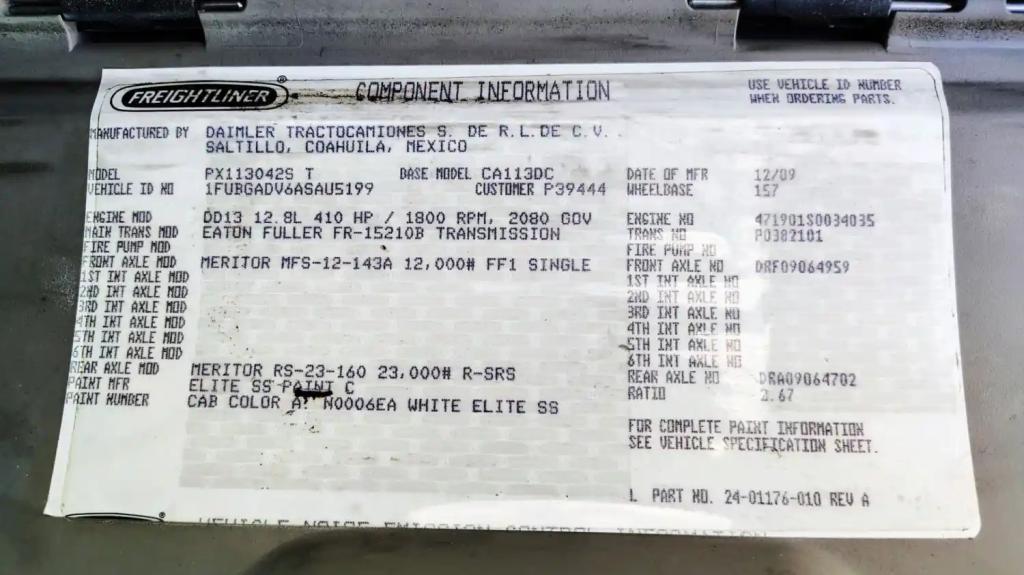 FREIGHTLINER ® COMPONENT INFORMATION
USE VEHICLE ID NUMBER
WHEN ORDERING PARTS.
MANUFACTURED BY DAIMLER TRACTOCAMIONES S. DE R.L.DE C.V.
SALTILLO, COAHUILA, MEXICO
MODEL PX113042S T BASE MODEL CA113DC DATE OF MFR 12/09
VEHICLE ID NO 1FUBGADV6ASAU5199 CUSTOMER P39444 WHEELBASE 157
ENGINE MOD DD13 12.8L 410 HP / 1800 RPM, 2080 GOV ENGINE NO 471901S0034035
MAIN TRANS MOD EATON FULLER FR-15210B TRANSMISSION TRANS NO P0382101
FIRE PUMP MOD FIRE PUMP NO
FRONT AXLE MOD MERITOR MFS-12-143A 12,000# FF1 SINGLE FRONT AXLE NO DRF09064959
1ST INT AXLE MOD 1ST INT AXLE NO
2ND INT AXLE MOD 2ND INT AXLE NO
3RD INT AXLE MOD 3RD INT AXLE NO
4TH INT AXLE MOD 4TH INT AXLE NO
5TH INT AXLE MOD 5TH INT AXLE NO
6TH INT AXLE MOD 6TH INT AXLE NO
REAR AXLE MOD MERITOR RS-23-160 23,000# R-SRS REAR AXLE NO DRA09064702
PAINT MFR ELITE SS PAINT C RATIO 2.67
PAINT NUMBER CAB COLOR A: N0006EA WHITE ELITE SS
FOR COMPLETE PAINT INFORMATION
SEE VEHICLE SPECIFICATION SHEET.
PART NO. 24-01176-010 REV A
VEHICLE NOISE EMISSION CONTROL INFORMATION